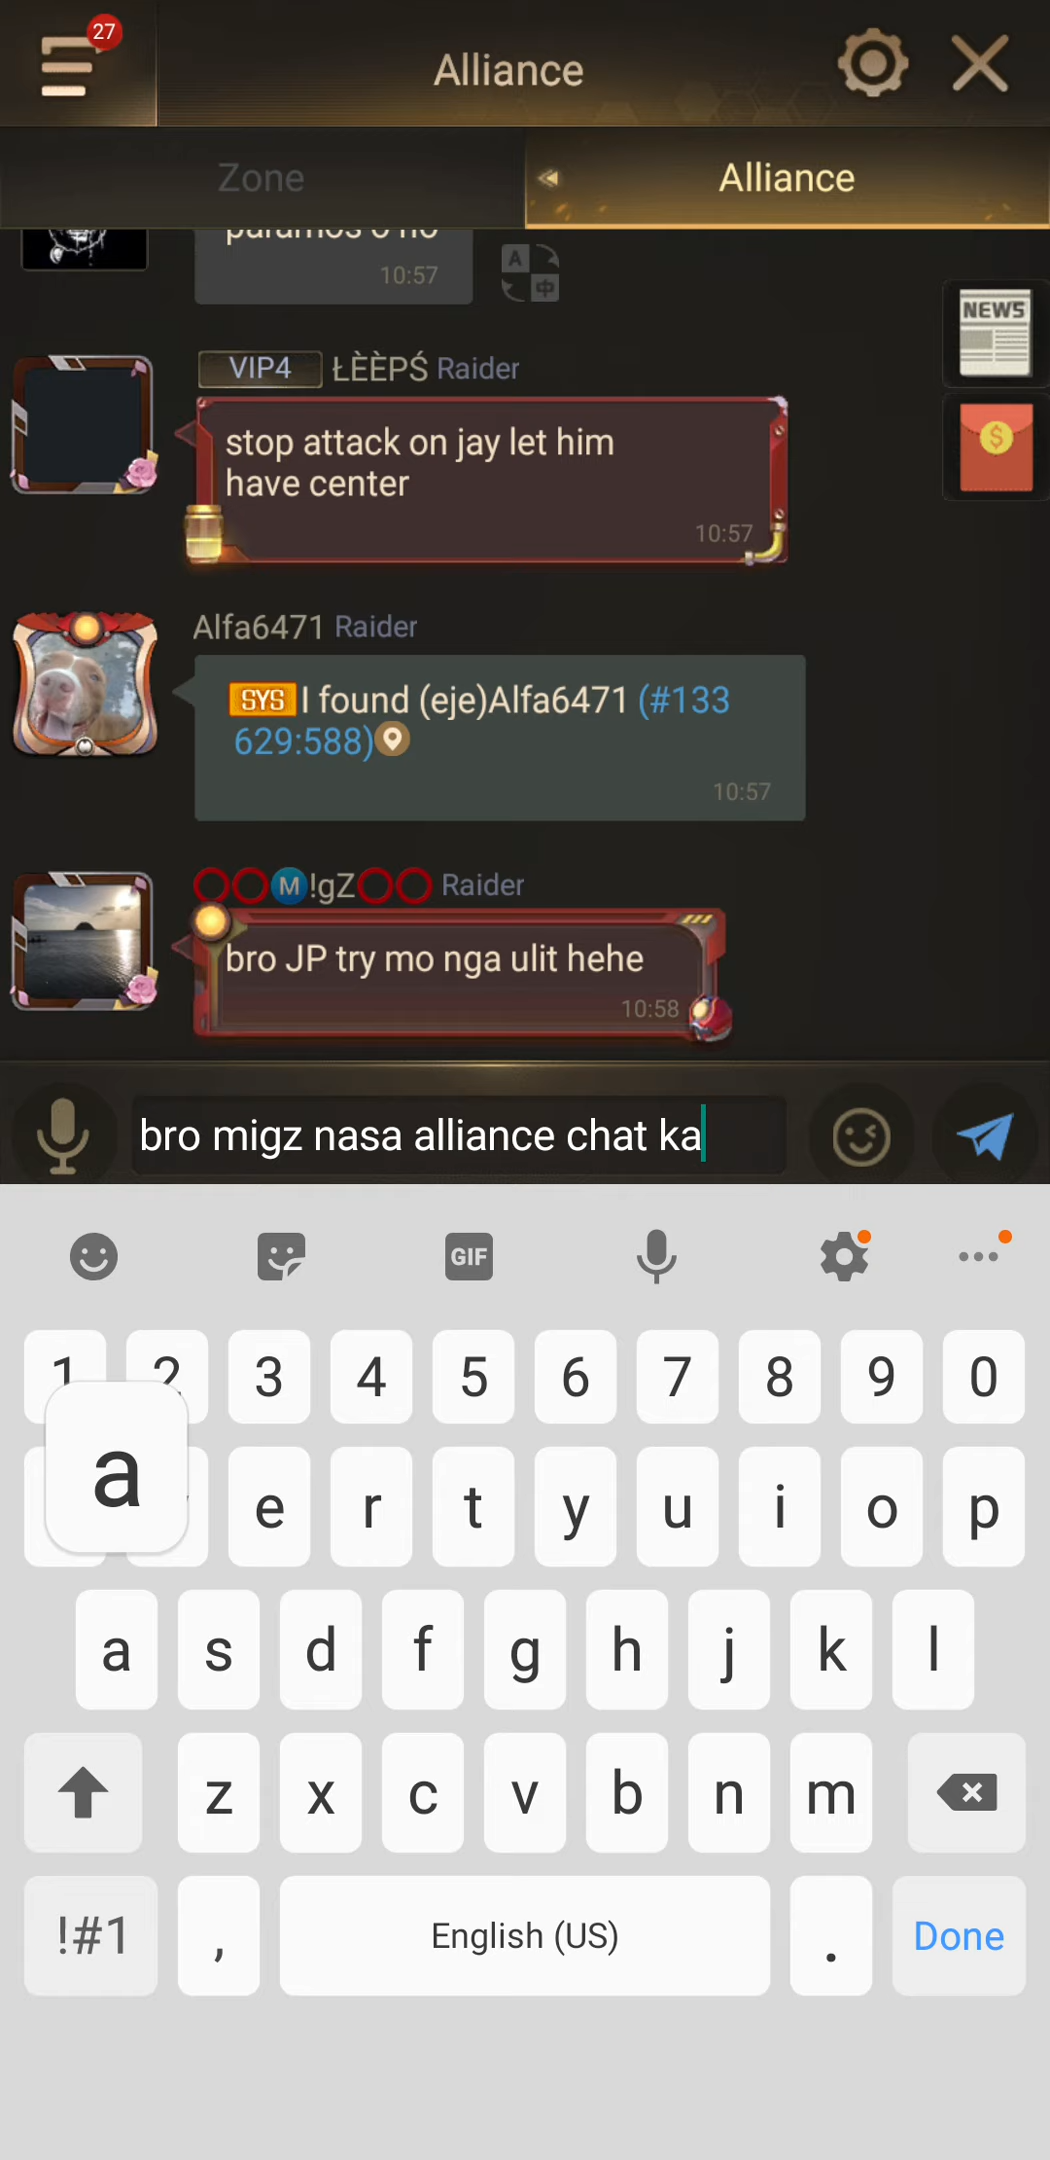 27
Alliance
Zone
Alliance
paramos o no
10:57
A
中
NEWS
$
VIP4 ŁÈÈPŚ Raider
stop attack on jay let him
have center
10:57
Alfa6471 Raider
SYS I found (eje)Alfa6471 (#133
629:588)
10:57
⭕⭕Ⓜ️!gZ⭕⭕ Raider
bro JP try mo nga ulit hehe
10:58
bro migz nasa alliance chat ka
GIF
1 2 3 4 5 6 7 8 9 0
a
e r t y u i o p
a s d f g h j k l
z x c v b n m
!#1 , English (US) . Done